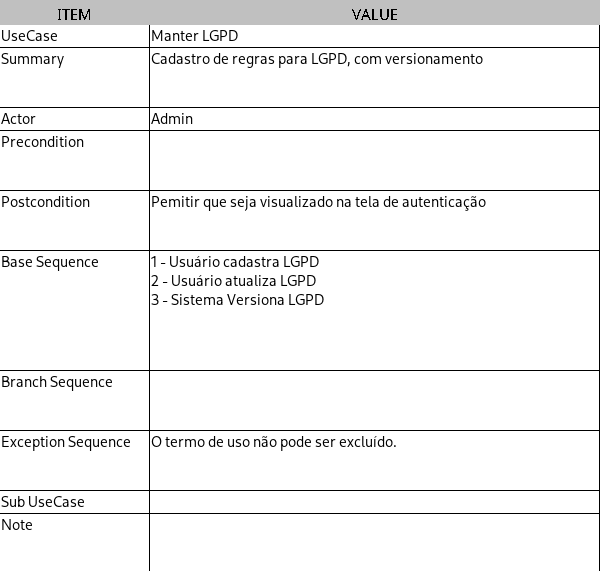 ITEM VALUE
UseCase Manter LGPD
Summary Cadastro de regras para LGPD, com versionamento
Actor Admin
Precondition
Postcondition Pemitir que seja visualizado na tela de autenticação
Base Sequence 1 - Usuário cadastra LGPD
2 - Usuário atualiza LGPD
3 - Sistema Versiona LGPD
Branch Sequence
Exception Sequence O termo de uso não pode ser excluído.
Sub UseCase
Note